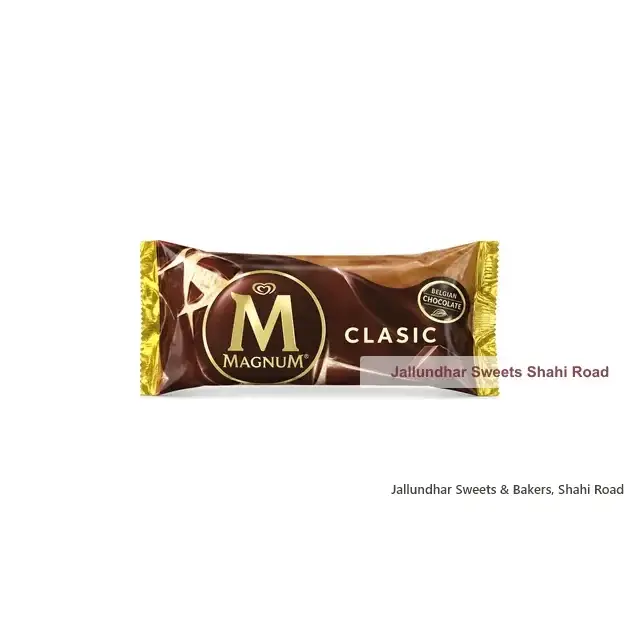 M
MAGNUM®
CLASIC
BELGIAN
CHOCOLATE
Jallundhar Sweets Shahi Road
Jallundhar Sweets & Bakers, Shahi Road